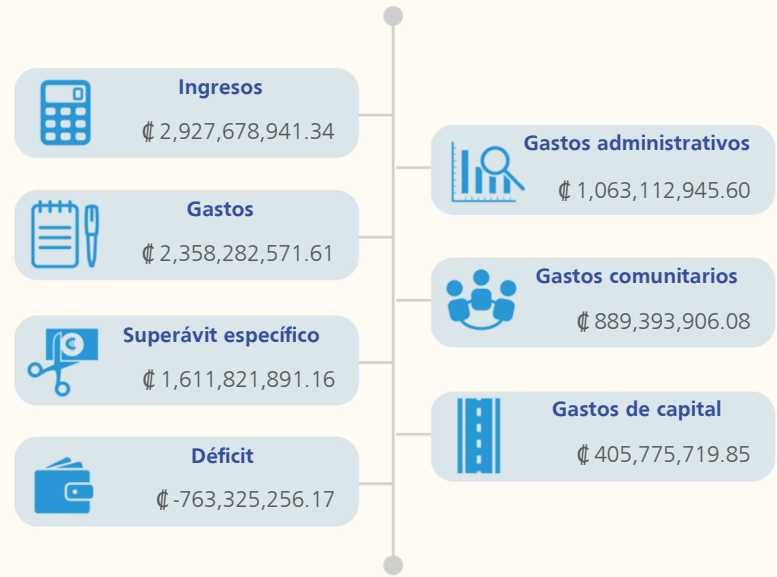 Ingresos
₡ 2,927,678,941.34
Gastos
₡ 2,358,282,571.61
Superávit específico
₡ 1,611,821,891.16
Déficit
₡ -763,325,256.17
Gastos administrativos
₡ 1,063,112,945.60
Gastos comunitarios
₡ 889,393,906.08
Gastos de capital
₡ 405,775,719.85